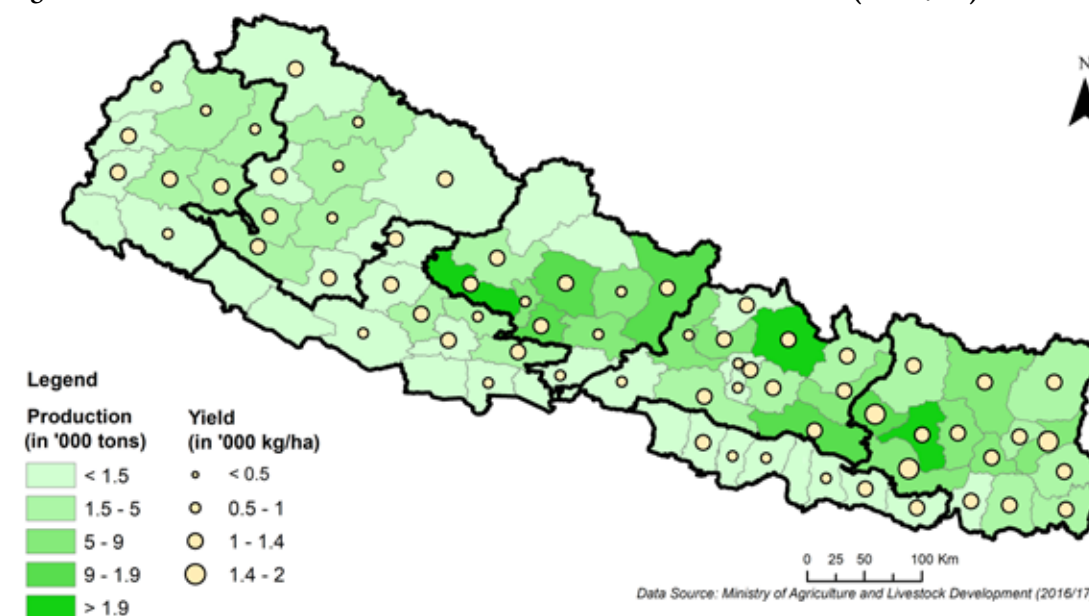 N
Legend
Production
(in '000 tons)
< 1.5
1.5 - 5
5 - 9
9 - 1.9
> 1.9
Yield
(in '000 kg/ha)
< 0.5
0.5 - 1
1 - 1.4
1.4 - 2
0 25 50 100 Km
Data Source: Ministry of Agriculture and Livestock Development (2016/17